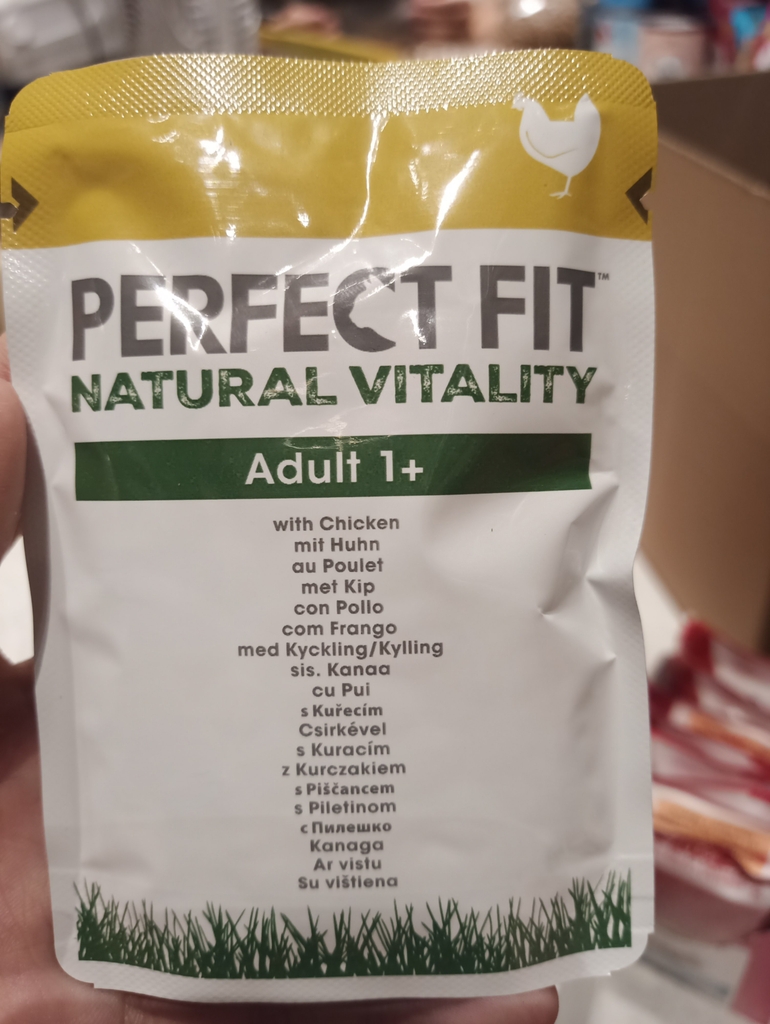 PERFECT FIT™
NATURAL VITALITY
Adult 1+
with Chicken
mit Huhn
au Poulet
met Kip
con Pollo
com Frango
med Kyckling/Kylling
sis. Kanaa
cu Pui
s Kuřecím
Csirkével
s Kuracím
z Kurczakiem
s Piščancem
s Piletinom
с Пилешко
Kanaga
Ar vistu
Su vištiena